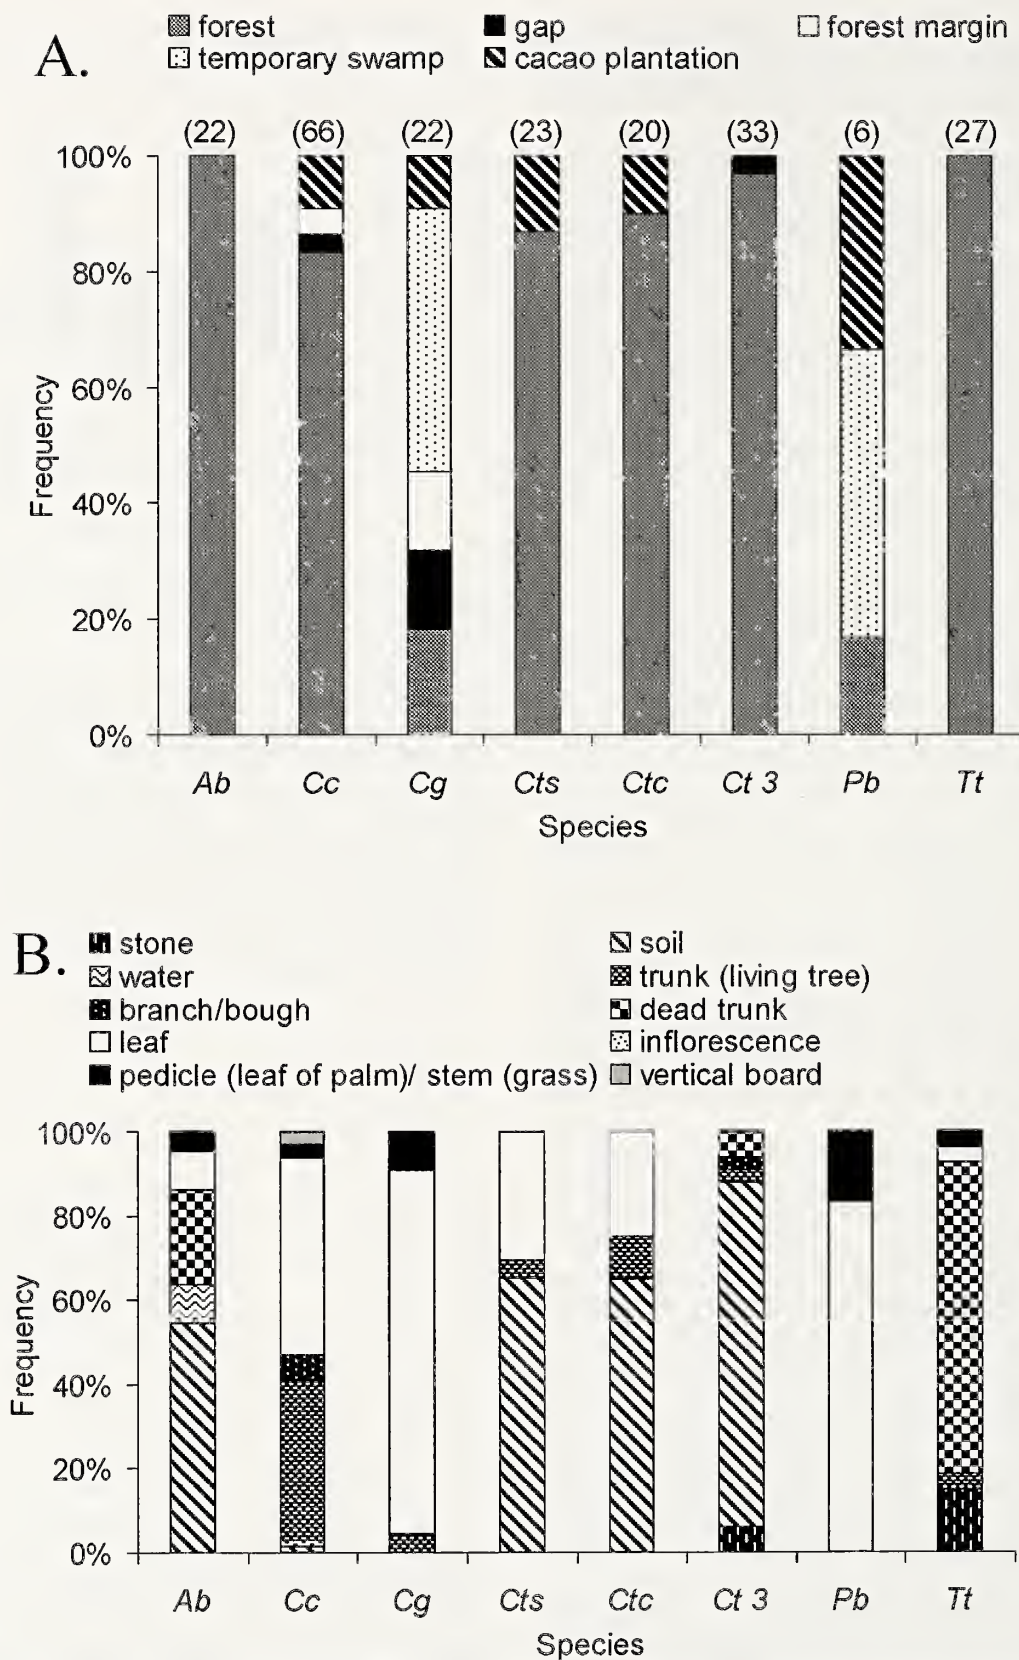 A.
forest gap forest margin
temporary swamp cacao plantation
(22) (66) (22) (23) (20) (33) (6) (27)
100%
80%
60%
40%
20%
0%
Frequency
Ab Cc Cg Cts Ctc Ct 3 Pb Tt
Species
B.
stone soil
water trunk (living tree)
branch/bough dead trunk
leaf inflorescence
pedicle (leaf of palm)/ stem (grass) vertical board
100%
80%
60%
40%
20%
0%
Frequency
Ab Cc Cg Cts Ctc Ct 3 Pb Tt
Species